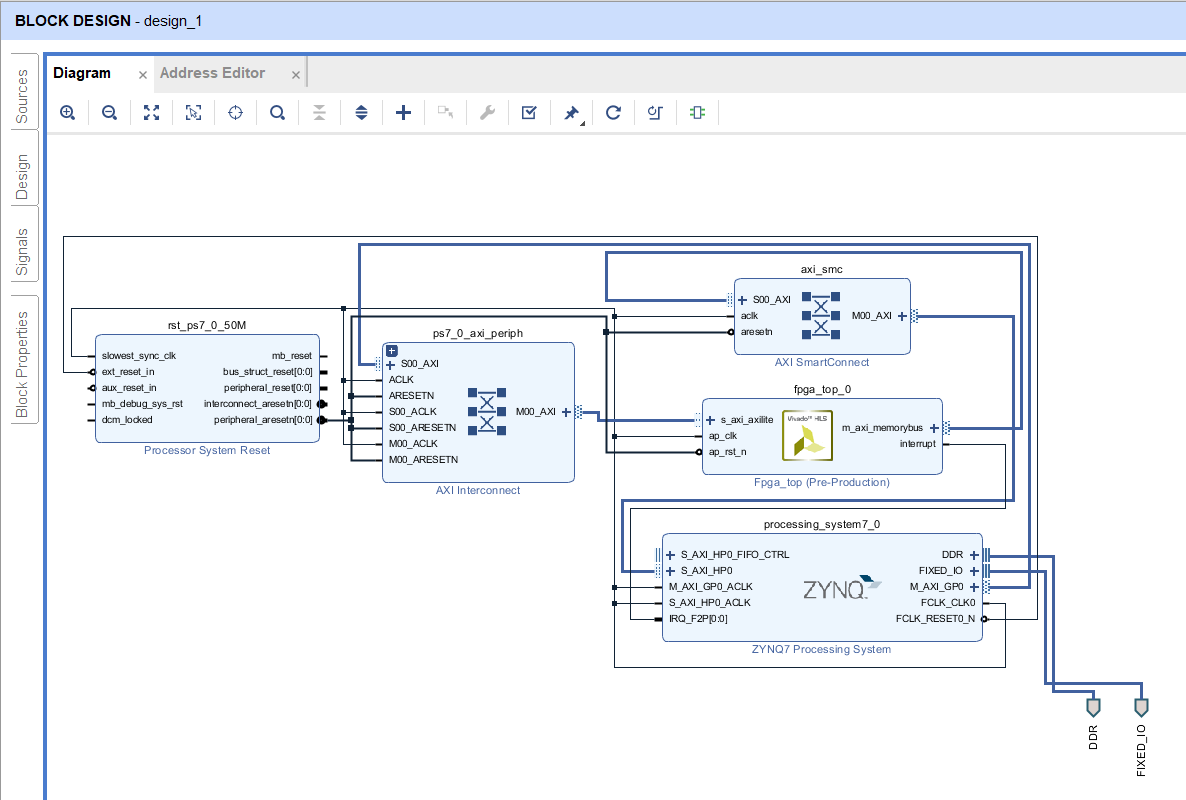 BLOCK DESIGN - design_1
Sources
Design
Signals
Block Properties
Diagram
Address Editor
rst_ps7_0_50M
slowest_sync_clk
ext_reset_in
aux_reset_in
mb_debug_sys_rst
dcm_locked
mb_reset
bus_struct_reset[0:0]
peripheral_reset[0:0]
interconnect_aresetn[0:0]
peripheral_aresetn[0:0]
Processor System Reset
ps7_0_axi_periph
S00_AXI
ACLK
ARESETN
S00_ACLK
S00_ARESETN
M00_ACLK
M00_ARESETN
M00_AXI
AXI Interconnect
axi_smc
S00_AXI
aclk
aresetn
M00_AXI
AXI SmartConnect
fpga_top_0
s_axi_axilite
ap_clk
ap_rst_n
Vivado™ HLS
m_axi_memorybus
interrupt
Fpga_top (Pre-Production)
processing_system7_0
S_AXI_HP0_FIFO_CTRL
S_AXI_HP0
M_AXI_GP0_ACLK
S_AXI_HP0_ACLK
IRQ_F2P[0:0]
ZYNQ
DDR
FIXED_IO
M_AXI_GP0
FCLK_CLK0
FCLK_RESET0_N
ZYNQ7 Processing System
DDR
FIXED_IO